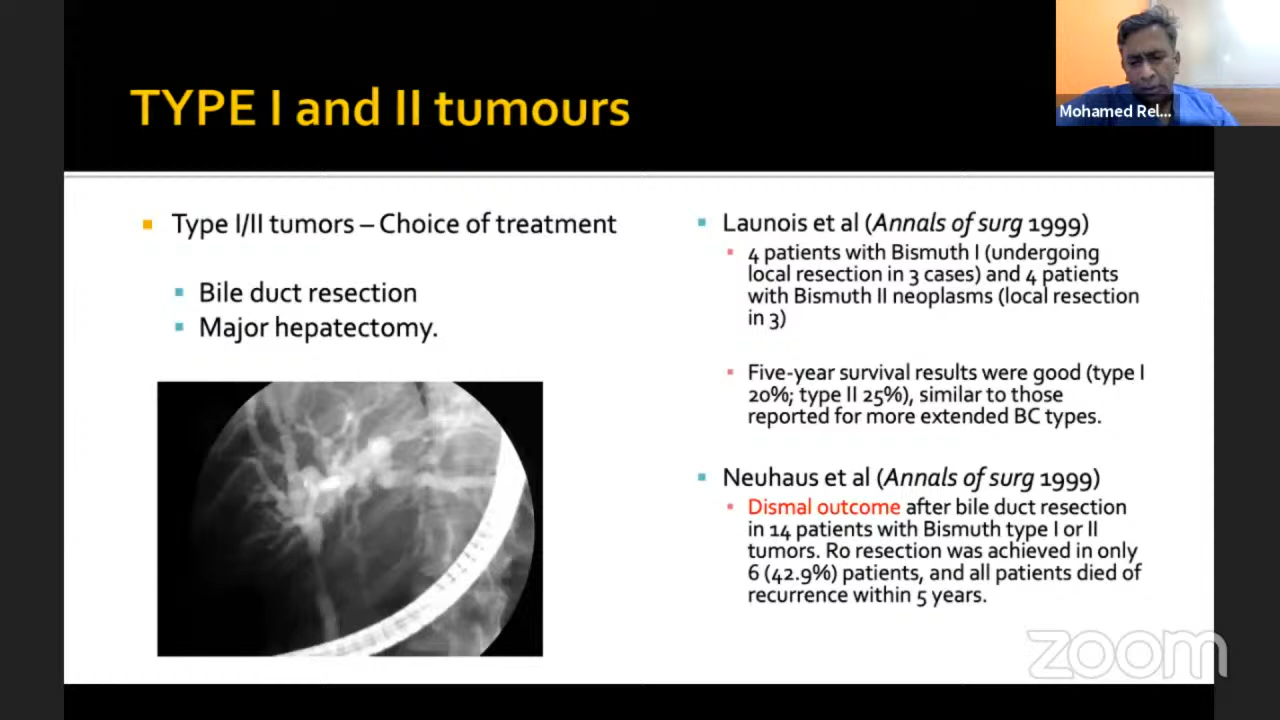 TYPE I and II tumours
Mohamed Rel...
Type I/II tumors – Choice of treatment
Bile duct resection
Major hepatectomy.
Launois et al (Annals of surg 1999)
4 patients with Bismuth I (undergoing
local resection in 3 cases) and 4 patients
with Bismuth II neoplasms (local resection
in 3)
Five-year survival results were good (type I
20%; type II 25%), similar to those
reported for more extended BC types.
Neuhaus et al (Annals of surg 1999)
Dismal outcome after bile duct resection
in 14 patients with Bismuth type I or II
tumors. R0 resection was achieved in only
6 (42.9%) patients, and all patients died of
recurrence within 5 years.
zoom